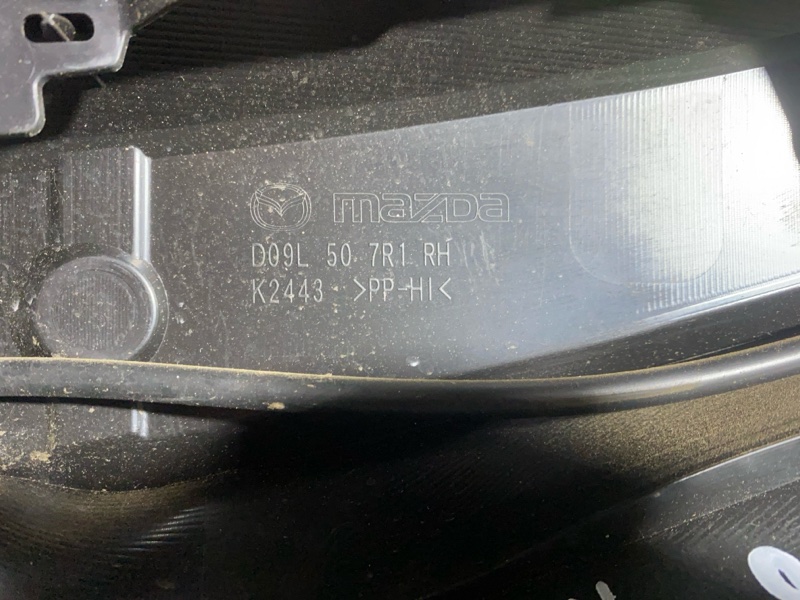 mazda
D09L 50 7R1 RH
K2443 >PP-HI<